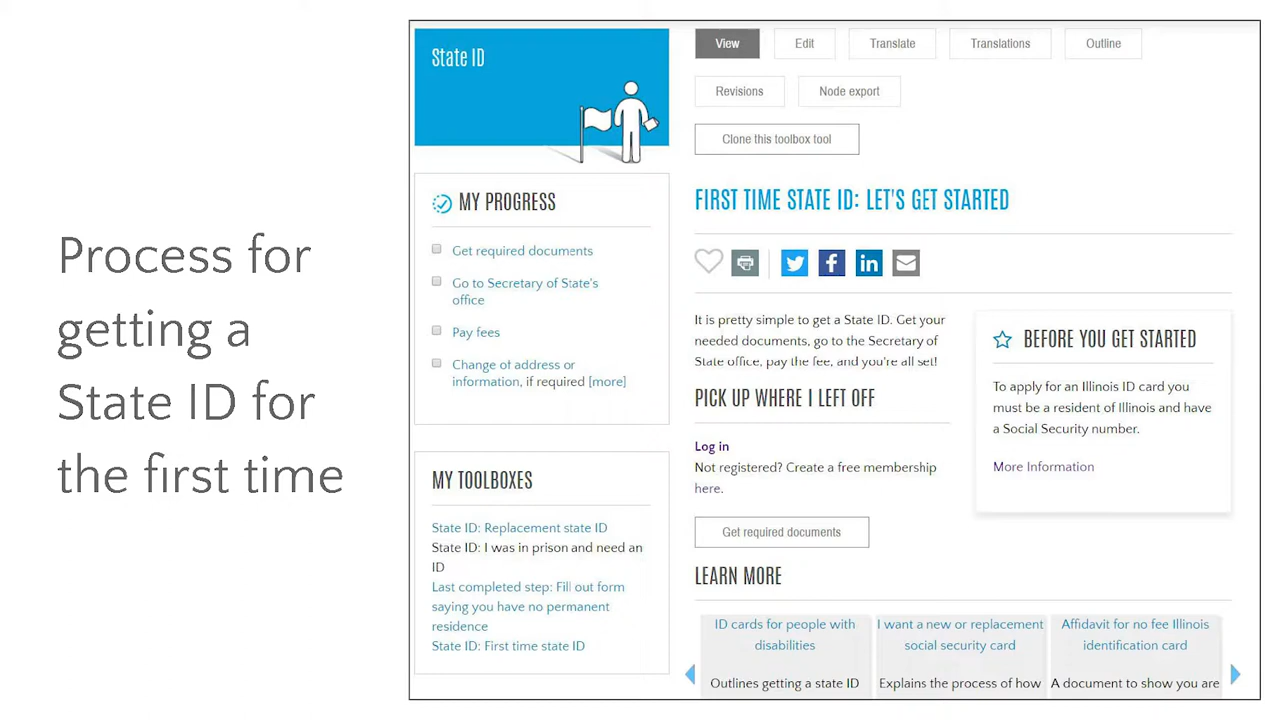 Process for
getting a
State ID for
the first time
State ID
MY PROGRESS
Get required documents
Go to Secretary of State's
office
Pay fees
Change of address or
information, if required [more]
MY TOOLBOXES
State ID: Replacement state ID
State ID: I was in prison and need an
ID
Last completed step: Fill out form
saying you have no permanent
residence
State ID: First time state ID
View
Edit
Translate
Translations
Outline
Revisions
Node export
Clone this toolbox tool
FIRST TIME STATE ID: LET'S GET STARTED
It is pretty simple to get a State ID. Get your
needed documents, go to the Secretary of
State office, pay the fee, and you're all set!
PICK UP WHERE I LEFT OFF
Log in
Not registered? Create a free membership
here.
Get required documents
BEFORE YOU GET STARTED
To apply for an Illinois ID card you
must be a resident of Illinois and have
a Social Security number.
More Information
LEARN MORE
ID cards for people with
disabilities
Outlines getting a state ID
I want a new or replacement
social security card
Explains the process of how
Affidavit for no fee Illinois
identification card
A document to show you are